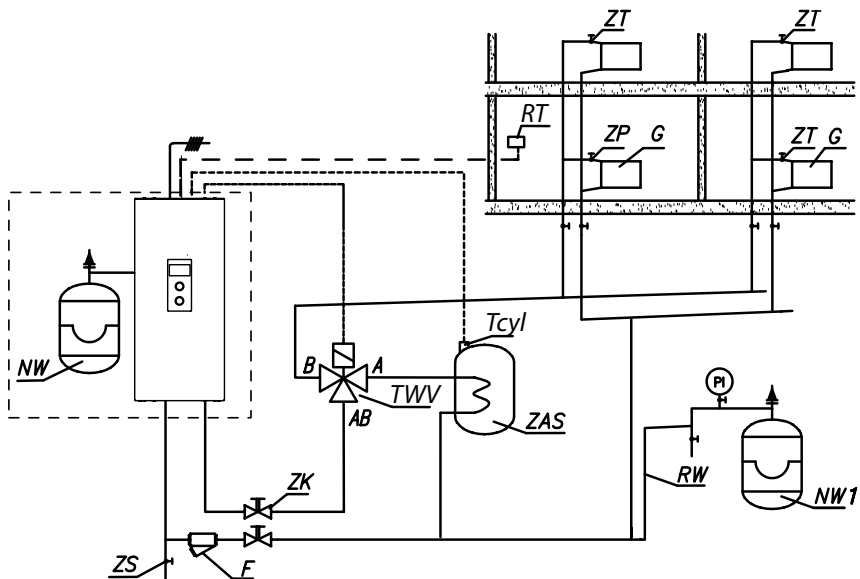 ZT ZT
RT
ZP G ZT G
Tcyl
NW
B A
TWV
AB
PI
ZAS
ZK
RW
NW1
ZS F